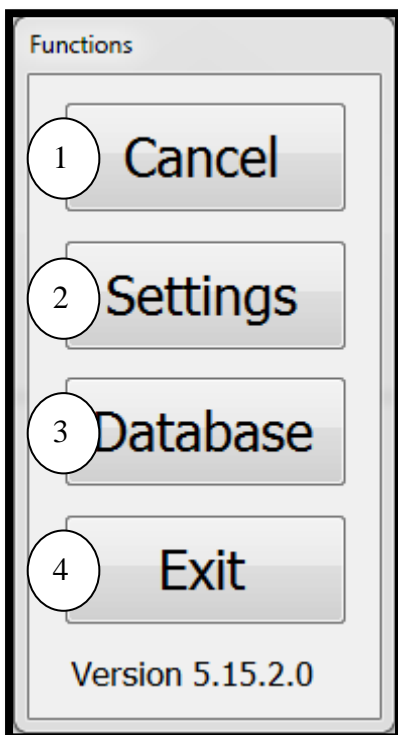 Functions
1 Cancel
2 Settings
3 Database
4 Exit
Version 5.15.2.0